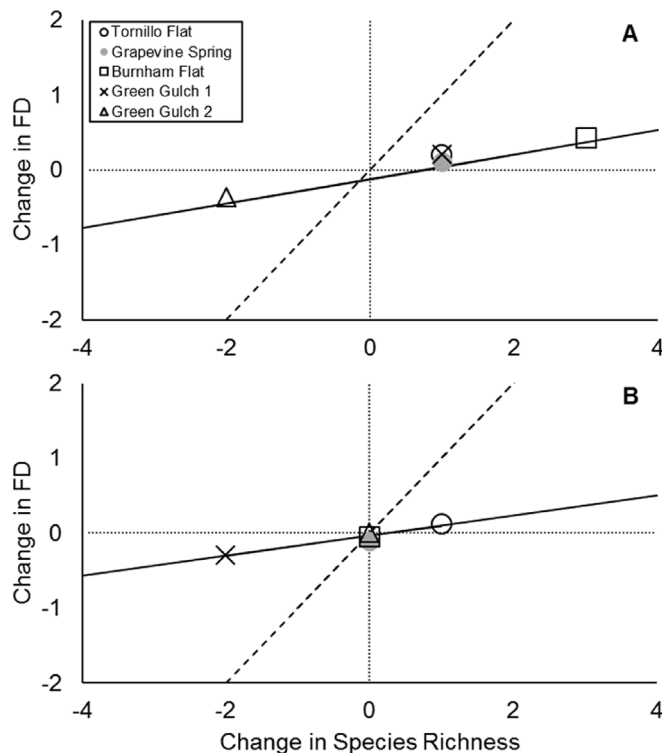 Tornillo Flat
Grapevine Spring
Burnham Flat
Green Gulch 1
Green Gulch 2
A
2
1
0
-1
-2
Change in FD
-4 -2 0 2 4
B
2
1
0
-1
-2
Change in FD
-4 -2 0 2 4
Change in Species Richness